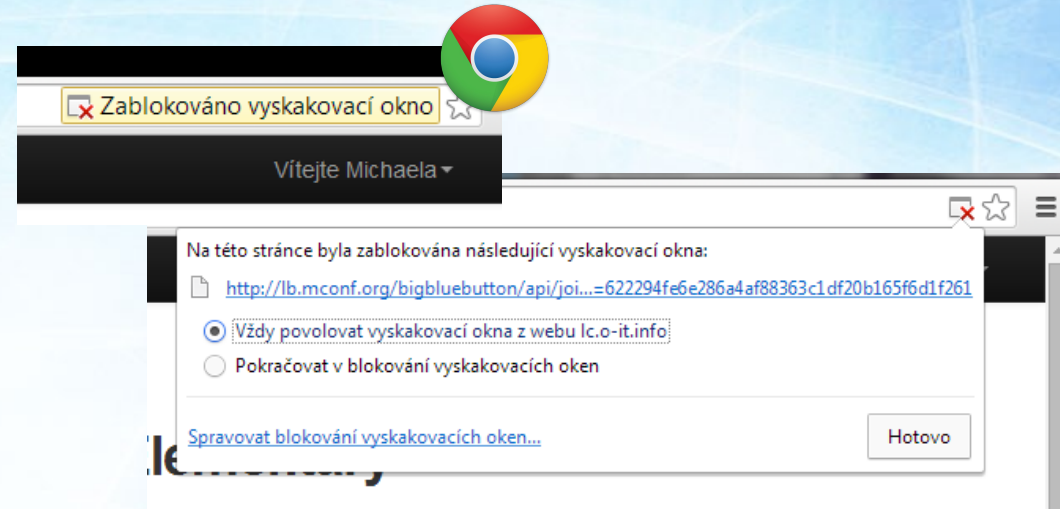 Zablokováno vyskakovací okno
Vítejte Michaela
Na této stránce byla zablokována následující vyskakovací okna:
http://lb.mconf.org/bigbluebutton/api/joi...=622294fe6e286a4af88363c1df20b165f6d1f261
Vždy povolovat vyskakovací okna z webu lc.o-it.info
Pokračovat v blokování vyskakovacích oken
Spravovat blokování vyskakovacích oken...
Hotovo